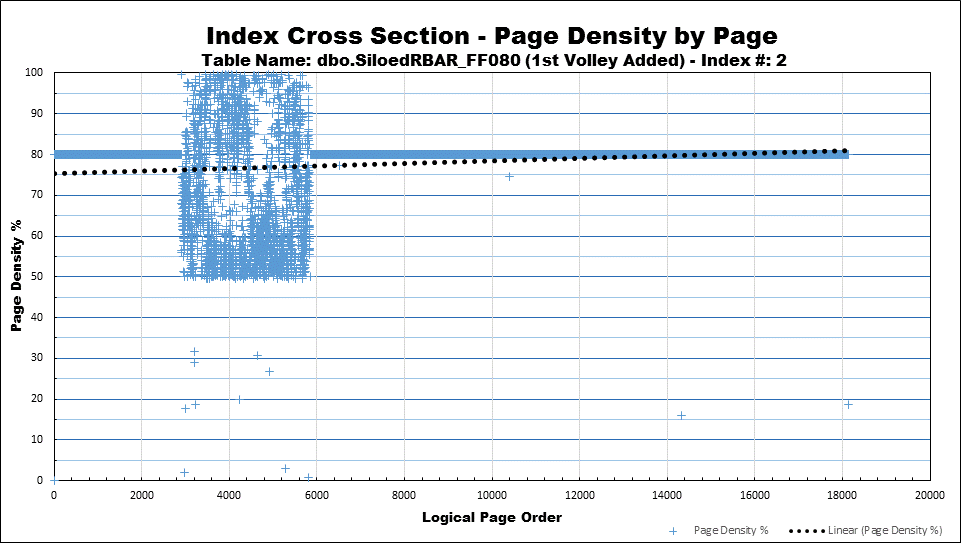 Index Cross Section - Page Density by Page
Table Name: dbo.SiloedRBAR_FF080 (1st Volley Added) - Index #: 2
100
90
80
70
60
50
40
30
20
10
0
Page Density %
0 2000 4000 6000 8000 10000 12000 14000 16000 18000 20000
Logical Page Order
Page Density % Linear (Page Density %)